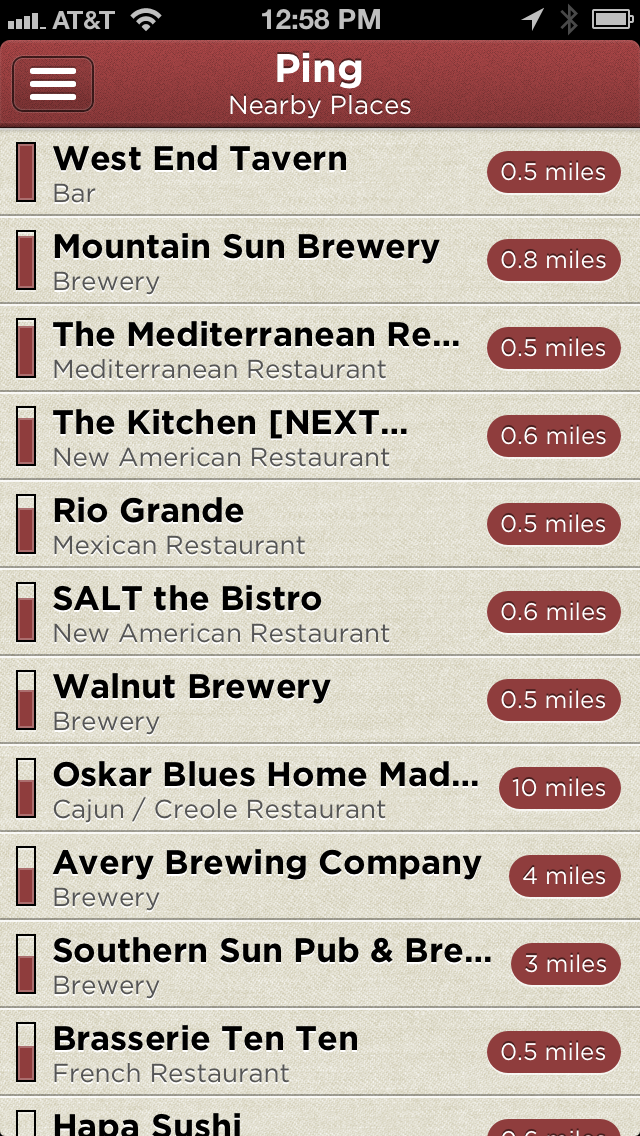 AT&T 12:58 PM
Ping
Nearby Places
West End Tavern
Bar
0.5 miles
Mountain Sun Brewery
Brewery
0.8 miles
The Mediterranean Re...
Mediterranean Restaurant
0.5 miles
The Kitchen [NEXT...
New American Restaurant
0.6 miles
Rio Grande
Mexican Restaurant
0.5 miles
SALT the Bistro
New American Restaurant
0.6 miles
Walnut Brewery
Brewery
0.5 miles
Oskar Blues Home Mad...
Cajun / Creole Restaurant
10 miles
Avery Brewing Company
Brewery
4 miles
Southern Sun Pub & Bre...
Brewery
3 miles
Brasserie Ten Ten
French Restaurant
0.5 miles
Hapa Sushi
0.6 miles